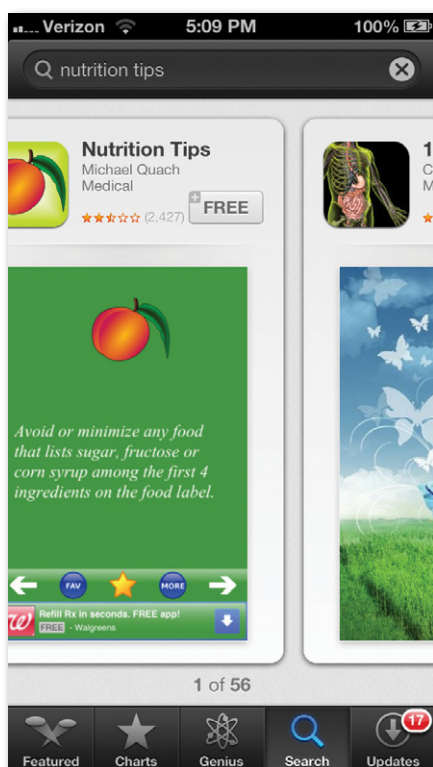 Verizon 5:09 PM 100%
nutrition tips
Nutrition Tips
Michael Quach
Medical
(2,427)
FREE
1
C
M
Avoid or minimize any food
that lists sugar, fructose or
corn syrup among the first 4
ingredients on the food label.
FAV MORE
W
Refill Rx in seconds. FREE app!
FREE - Walgreens
1 of 56
17
Featured Charts Genius Search Updates